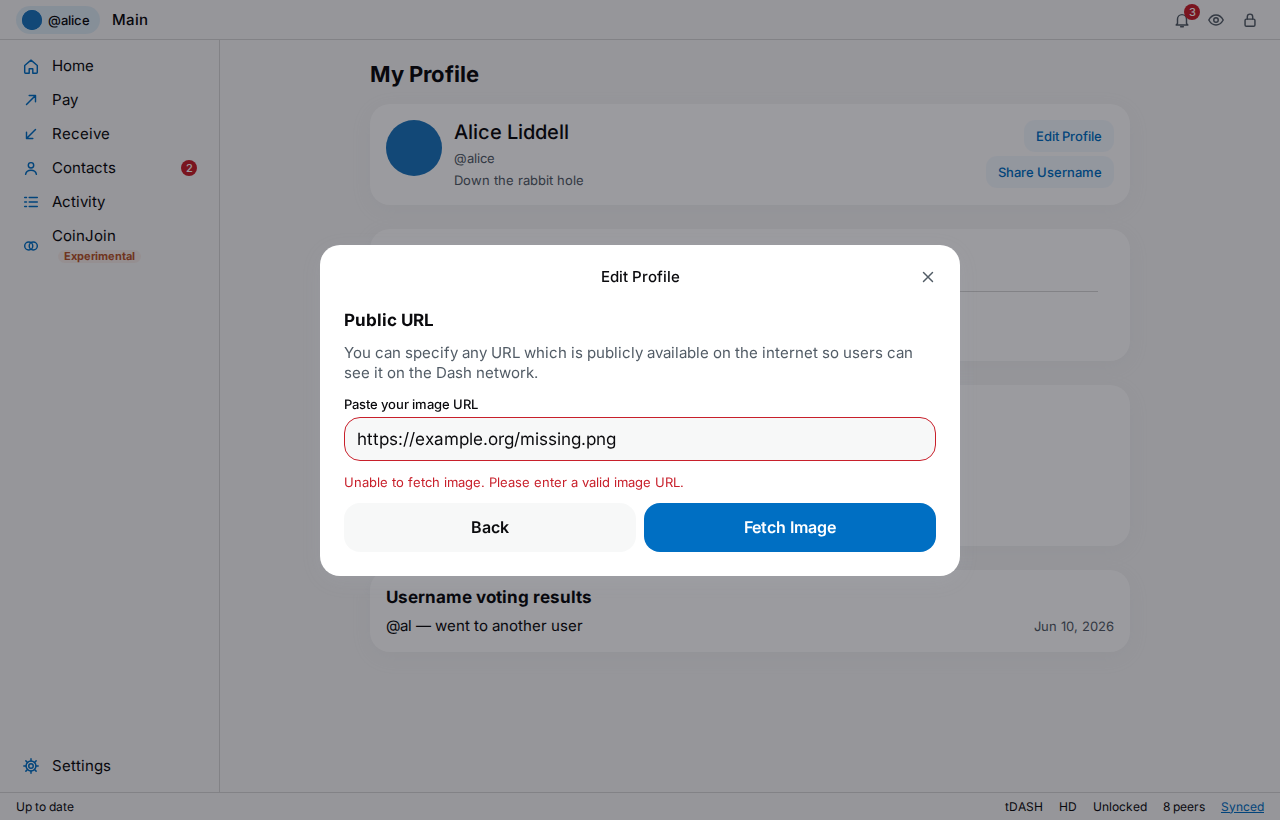 @alice
Main
3
Home
Pay
Receive
Contacts
2
Activity
CoinJoin
Experimental
Settings
My Profile
Alice Liddell
@alice
Down the rabbit hole
Edit Profile
Share Username
Edit Profile
Public URL
You can specify any URL which is publicly available on the internet so users can
see it on the Dash network.
Paste your image URL
https://example.org/missing.png
Unable to fetch image. Please enter a valid image URL.
Back
Fetch Image
Username voting results
@al — went to another user
Jun 10, 2026
Up to date
tDASH
HD
Unlocked
8 peers
Synced